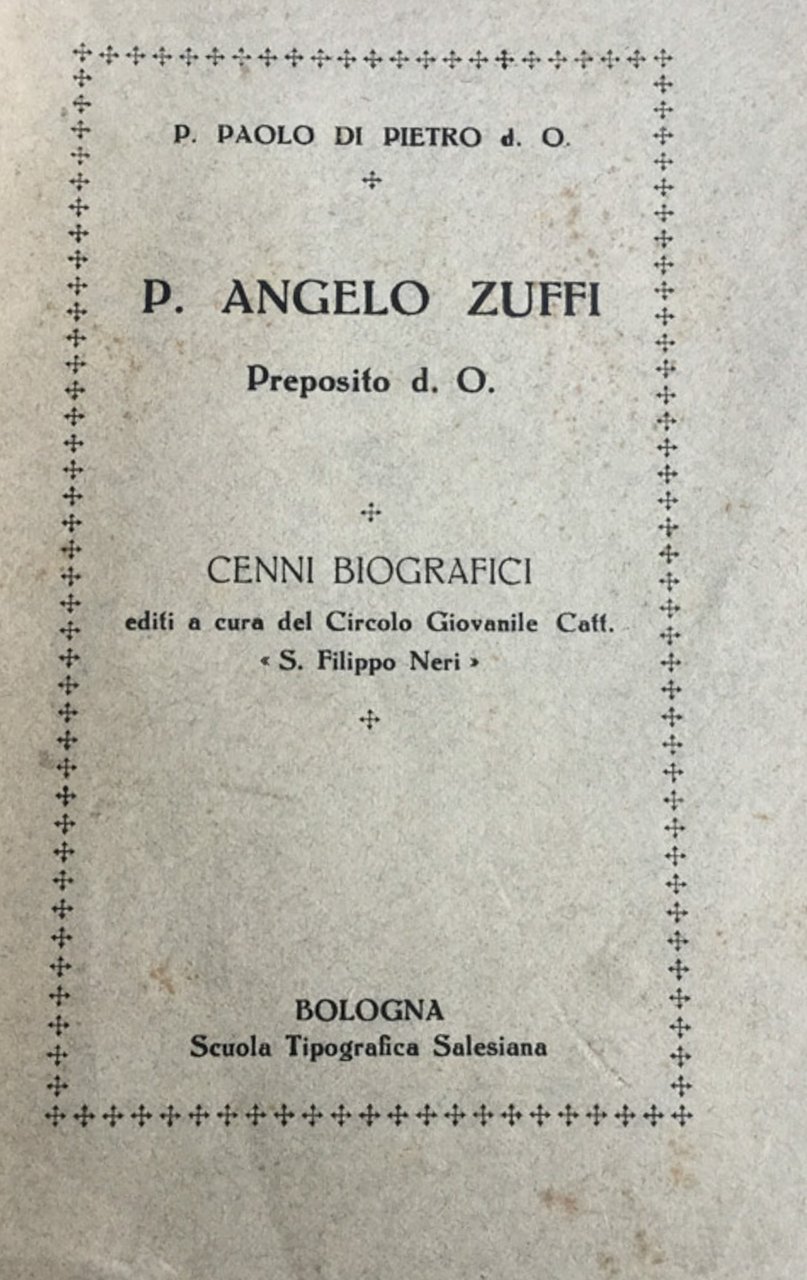 P. PAOLO DI PIETRO d. O.
P. ANGELO ZUFFI
Preposito d. O.
CENNI BIOGRAFICI
editi a cura del Circolo Giovanile Catt.
« S. Filippo Neri »
BOLOGNA
Scuola Tipografica Salesiana